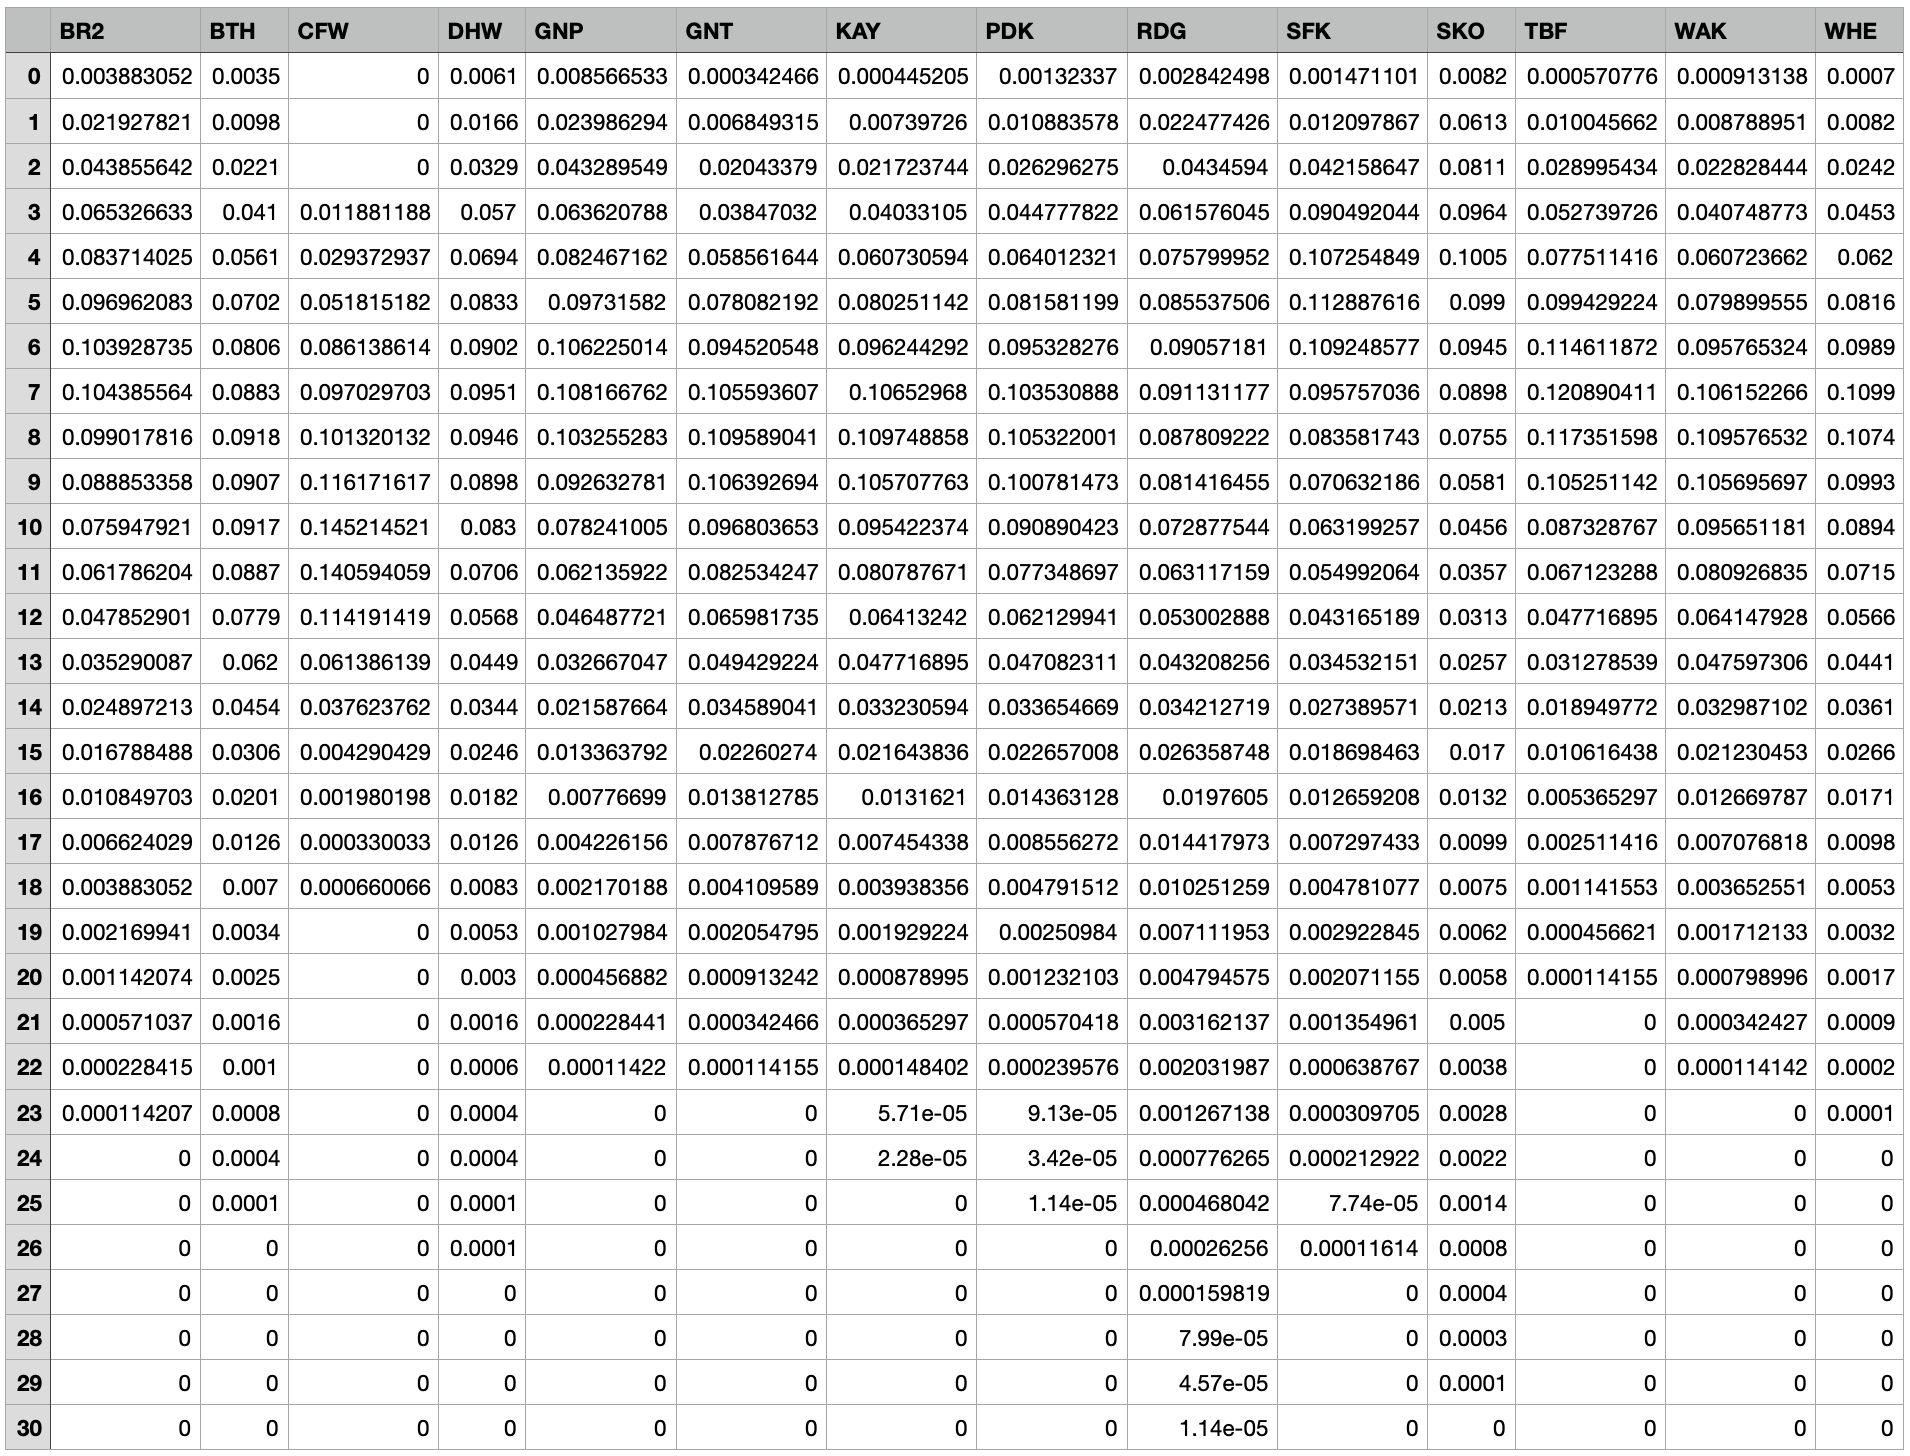 BR2 BTH CFW DHW GNP GNT KAY PDK RDG SFK SKO TBF WAK WHE
0 0.003883052 0.0035 0 0.0061 0.008566533 0.000342466 0.000445205 0.00132337 0.002842498 0.001471101 0.0082 0.000570776 0.000913138 0.0007
1 0.021927821 0.0098 0 0.0166 0.023986294 0.006849315 0.00739726 0.010883578 0.022477426 0.012097867 0.0613 0.010045662 0.008788951 0.0082
2 0.043855642 0.0221 0 0.0329 0.043289549 0.02043379 0.021723744 0.026296275 0.0434594 0.042158647 0.0811 0.028995434 0.022828444 0.0242
3 0.065326633 0.041 0.011881188 0.057 0.063620788 0.03847032 0.04033105 0.044777822 0.061576045 0.090492044 0.0964 0.052739726 0.040748773 0.0453
4 0.083714025 0.0561 0.029372937 0.0694 0.082467162 0.058561644 0.060730594 0.064012321 0.075799952 0.107254849 0.1005 0.077511416 0.060723662 0.062
5 0.096962083 0.0702 0.051815182 0.0833 0.09731582 0.078082192 0.080251142 0.081581199 0.085537506 0.112887616 0.099 0.099429224 0.079899555 0.0816
6 0.103928735 0.0806 0.086138614 0.0902 0.106225014 0.094520548 0.096244292 0.095328276 0.09057181 0.109248577 0.0945 0.114611872 0.095765324 0.0989
7 0.104385564 0.0883 0.097029703 0.0951 0.108166762 0.105593607 0.10652968 0.103530888 0.091131177 0.095757036 0.0898 0.120890411 0.106152266 0.1099
8 0.099017816 0.0918 0.101320132 0.0946 0.103255283 0.109589041 0.109748858 0.105322001 0.087809222 0.083581743 0.0755 0.117351598 0.109576532 0.1074
9 0.088853358 0.0907 0.116171617 0.0898 0.092632781 0.106392694 0.105707763 0.100781473 0.081416455 0.070632186 0.0581 0.105251142 0.105695697 0.0993
10 0.075947921 0.0917 0.145214521 0.083 0.078241005 0.096803653 0.095422374 0.090890423 0.072877544 0.063199257 0.0456 0.087328767 0.095651181 0.0894
11 0.061786204 0.0887 0.140594059 0.0706 0.062135922 0.082534247 0.080787671 0.077348697 0.063117159 0.054992064 0.0357 0.067123288 0.080926835 0.0715
12 0.047852901 0.0779 0.114191419 0.0568 0.046487721 0.065981735 0.06413242 0.062129941 0.053002888 0.043165189 0.0313 0.047716895 0.064147928 0.0566
13 0.035290087 0.062 0.061386139 0.0449 0.032667047 0.049429224 0.047716895 0.047082311 0.043208256 0.034532151 0.0257 0.031278539 0.047597306 0.0441
14 0.024897213 0.0454 0.037623762 0.0344 0.021587664 0.034589041 0.033230594 0.033654669 0.034212719 0.027389571 0.0213 0.018949772 0.032987102 0.0361
15 0.016788488 0.0306 0.004290429 0.0246 0.013363792 0.02260274 0.021643836 0.022657008 0.026358748 0.018698463 0.017 0.010616438 0.021230453 0.0266
16 0.010849703 0.0201 0.001980198 0.0182 0.00776699 0.013812785 0.0131621 0.014363128 0.0197605 0.012659208 0.0132 0.005365297 0.012669787 0.0171
17 0.006624029 0.0126 0.000330033 0.0126 0.004226156 0.007876712 0.007454338 0.008556272 0.014417973 0.007297433 0.0099 0.002511416 0.007076818 0.0098
18 0.003883052 0.007 0.000660066 0.0083 0.002170188 0.004109589 0.003938356 0.004791512 0.010251259 0.004781077 0.0075 0.001141553 0.003652551 0.0053
19 0.002169941 0.0034 0 0.0053 0.001027984 0.002054795 0.001929224 0.00250984 0.007111953 0.002922845 0.0062 0.000456621 0.001712133 0.0032
20 0.001142074 0.0025 0 0.003 0.000456882 0.000913242 0.000878995 0.001232103 0.004794575 0.002071155 0.0058 0.000114155 0.000798996 0.0017
21 0.000571037 0.0016 0 0.0016 0.000228441 0.000342466 0.000365297 0.000570418 0.003162137 0.001354961 0.005 0 0.000342427 0.0009
22 0.000228415 0.001 0 0.0006 0.00011422 0.000114155 0.000148402 0.000239576 0.002031987 0.000638767 0.0038 0 0.000114142 0.0002
23 0.000114207 0.0008 0 0.0004 0 0 5.71e-05 9.13e-05 0.001267138 0.000309705 0.0028 0 0 0.0001
24 0 0.0004 0 0.0004 0 0 2.28e-05 3.42e-05 0.000776265 0.000212922 0.0022 0 0 0
25 0 0.0001 0 0.0001 0 0 0 1.14e-05 0.000468042 7.74e-05 0.0014 0 0 0
26 0 0 0 0.0001 0 0 0 0 0.00026256 0.00011614 0.0008 0 0 0
27 0 0 0 0 0 0 0 0 0.000159819 0 0.0004 0 0 0
28 0 0 0 0 0 0 0 0 7.99e-05 0 0.0003 0 0 0
29 0 0 0 0 0 0 0 0 4.57e-05 0 0.0001 0 0 0
30 0 0 0 0 0 0 0 0 1.14e-05 0 0 0 0 0